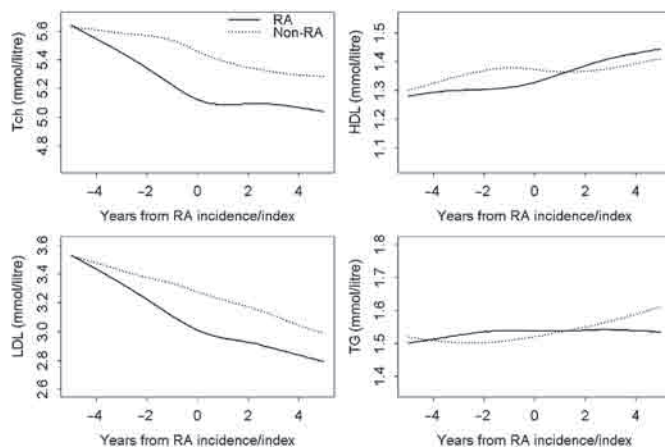 RA
Non-RA
Tch (mmol/litre)
5.6
5.4
5.2
5.0
4.8
−4 −2 0 2 4
Years from RA incidence/index
HDL (mmol/litre)
1.5
1.4
1.3
1.2
1.1
−4 −2 0 2 4
Years from RA incidence/index
LDL (mmol/litre)
3.6
3.4
3.2
3.0
2.8
2.6
−4 −2 0 2 4
Years from RA incidence/index
TG (mmol/litre)
1.8
1.7
1.6
1.5
1.4
−4 −2 0 2 4
Years from RA incidence/index